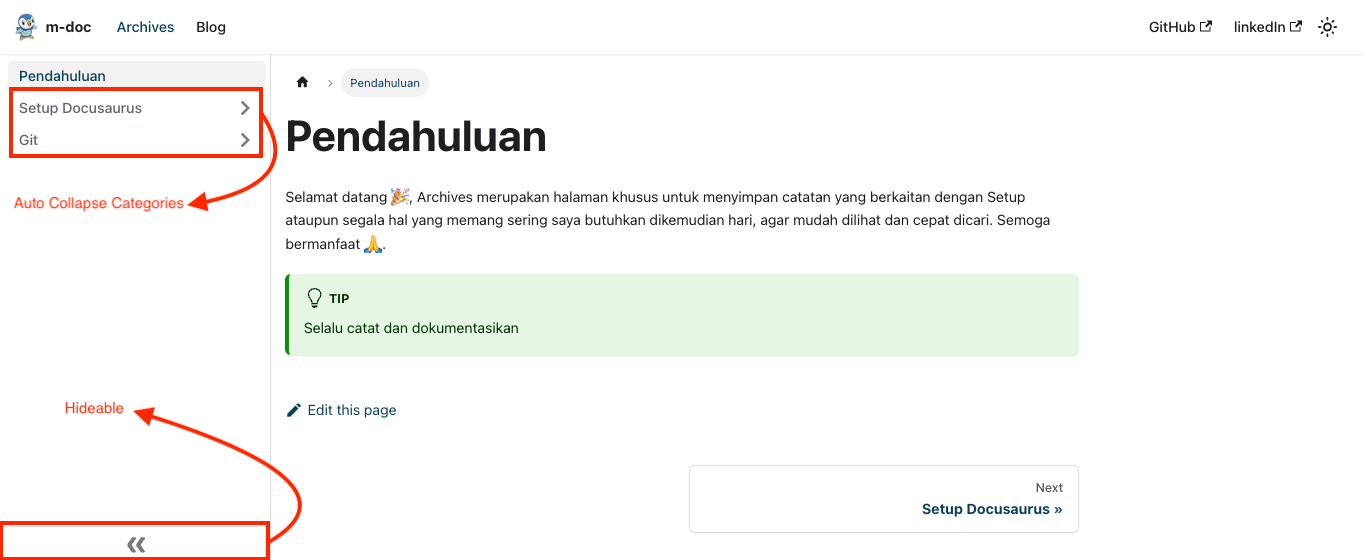 m-doc Archives Blog GitHub linkedIn
Pendahuluan
Setup Docusaurus
Git
Auto Collapse Categories
Hideable
«
Pendahuluan
Pendahuluan
Selamat datang 🎉, Archives merupakan halaman khusus untuk menyimpan catatan yang berkaitan dengan Setup
ataupun segala hal yang memang sering saya butuhkan dikemudian hari, agar mudah dilihat dan cepat dicari. Semoga
bermanfaat 🙏.
TIP
Selalu catat dan dokumentasikan
Edit this page
Next
Setup Docusaurus »